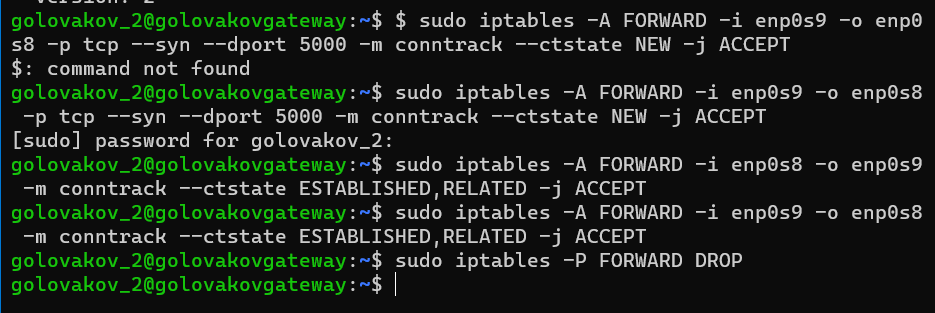 golovakov_2@golovakovgateway:~$ $ sudo iptables -A FORWARD -i enp0s9 -o enp0
s8 -p tcp --syn --dport 5000 -m conntrack --ctstate NEW -j ACCEPT
$: command not found
golovakov_2@golovakovgateway:~$ sudo iptables -A FORWARD -i enp0s9 -o enp0s8
 -p tcp --syn --dport 5000 -m conntrack --ctstate NEW -j ACCEPT
[sudo] password for golovakov_2:
golovakov_2@golovakovgateway:~$ sudo iptables -A FORWARD -i enp0s8 -o enp0s9
 -m conntrack --ctstate ESTABLISHED,RELATED -j ACCEPT
golovakov_2@golovakovgateway:~$ sudo iptables -A FORWARD -i enp0s9 -o enp0s8
 -m conntrack --ctstate ESTABLISHED,RELATED -j ACCEPT
golovakov_2@golovakovgateway:~$ sudo iptables -P FORWARD DROP
golovakov_2@golovakovgateway:~$